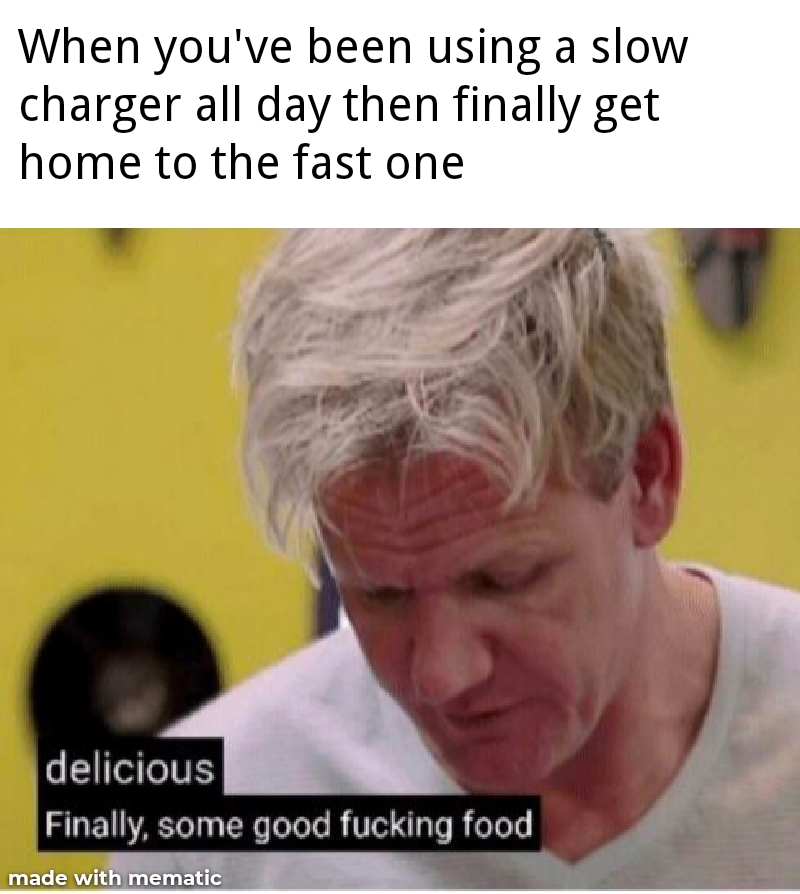 When you've been using a slow
charger all day then finally get
home to the fast one
delicious
Finally, some good fucking food
made with mematic